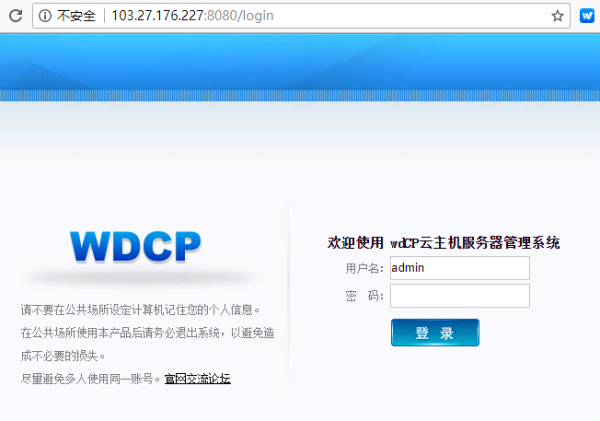 不安全 103.27.176.227:8080/login
WDCP
请不要在公共场所设定计算机记住您的个人信息。
在公共场所使用本产品后请务必退出系统，以避免造
成不必要的损失。
尽量避免多人使用同一账号。官网交流论坛
欢迎使用 wdCP云主机服务器管理系统
用户名: admin
密 码:
登 录